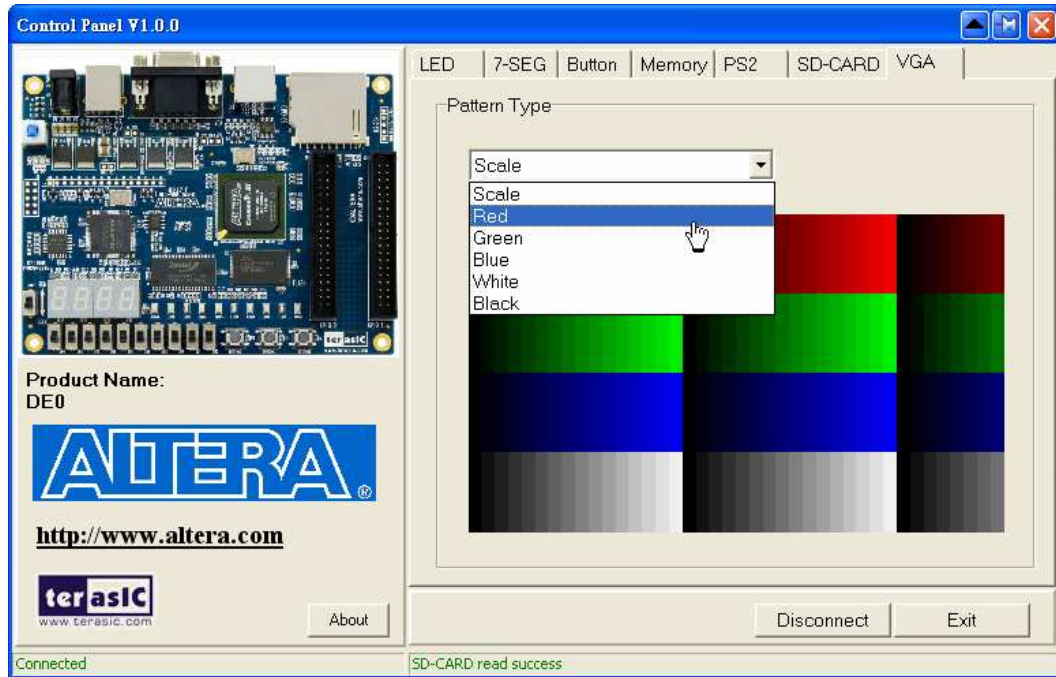 Control Panel V1.0.0
LED 7-SEG Button Memory PS2 SD-CARD VGA
Pattern Type
Scale
Scale
Red
Green
Blue
White
Black
Product Name:
DE0
ALTERA®
http://www.altera.com
terasIC
www.terasic.com
About
Disconnect Exit
Connected
SD-CARD read success